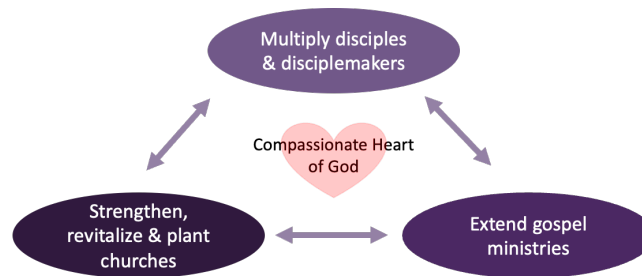 Multiply disciples
& disciplemakers
Compassionate Heart
of God
Strengthen,
revitalize & plant
churches
Extend gospel
ministries